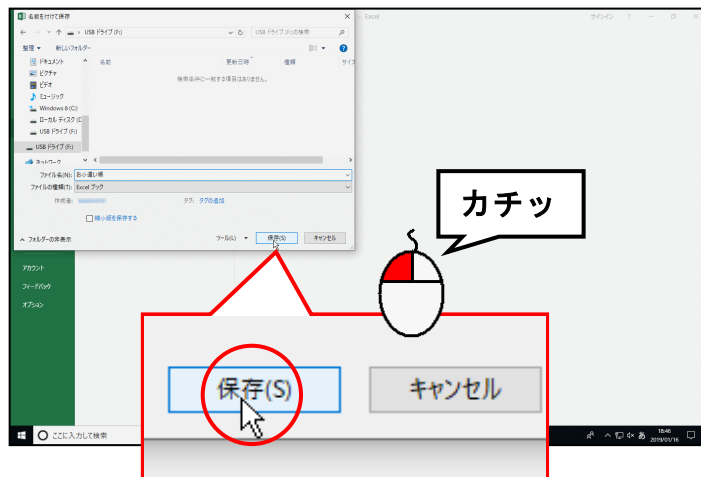 名前を付けて保存
- Excel
サインイン ?
USB ドライブ (F:)
USB ドライブ (F:)の検索
整理 新しいフォルダー
ドキュメント
ピクチャ
ビデオ
ミュージック
Windows 8 (C:)
ローカル ディスク (C
USB ドライブ (F:)
USB ドライブ (F:)
ネットワーク
名前 更新日時 種類 サイズ
検索条件に一致する項目はありません。
ファイル名(N): お小遣い帳
ファイルの種類(T): Excel ブック
作成者:
タグ: タグの追加
縮小版を保存する
フォルダーの非表示
ツール(L) 保存(S) キャンセル
アカウント
フィードバック
オプション
カチッ
保存(S) キャンセル
ここに入力して検索
あ
18:46
2019/01/16